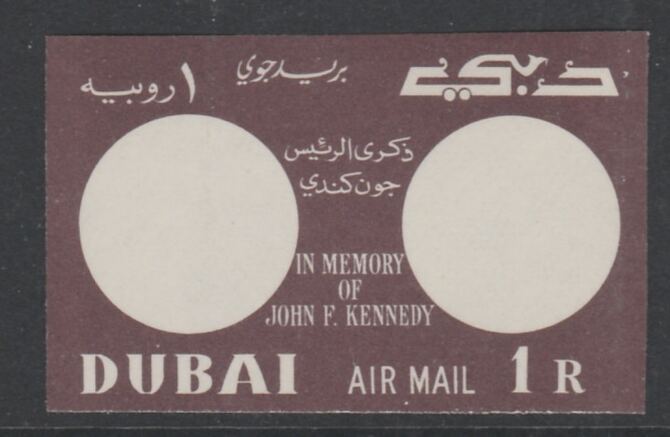 ١ روبيه
بريد جوي
دبي
ذكرى الرئيس
جون كندي
IN MEMORY
OF
JOHN F. KENNEDY
DUBAI AIR MAIL 1 R